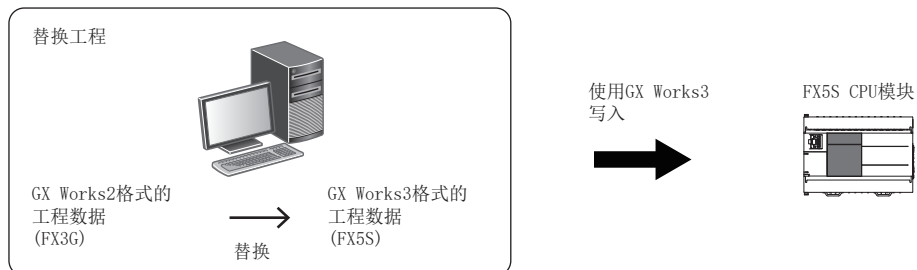 替换工程
GX Works2格式的
工程数据
(FX3G)
替换
GX Works3格式的
工程数据
(FX5S)
使用GX Works3
写入
FX5S CPU模块